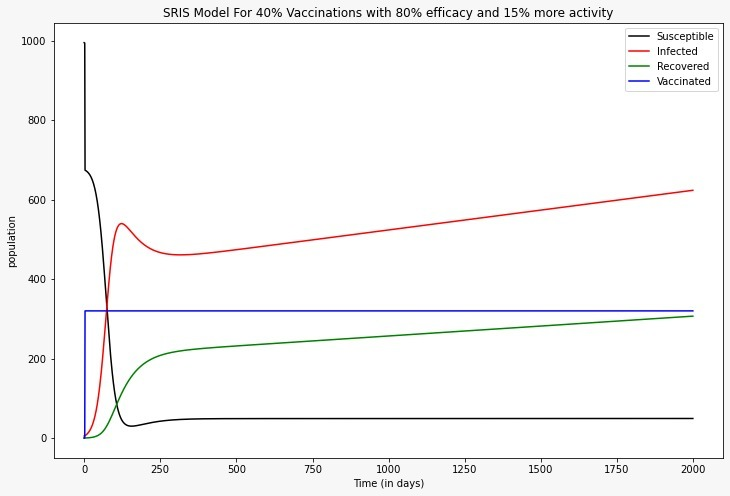 SRIS Model For 40% Vaccinations with 80% efficacy and 15% more activity
Susceptible
Infected
Recovered
Vaccinated
population
1000
800
600
400
200
0
0 250 500 750 1000 1250 1500 1750 2000
Time (in days)